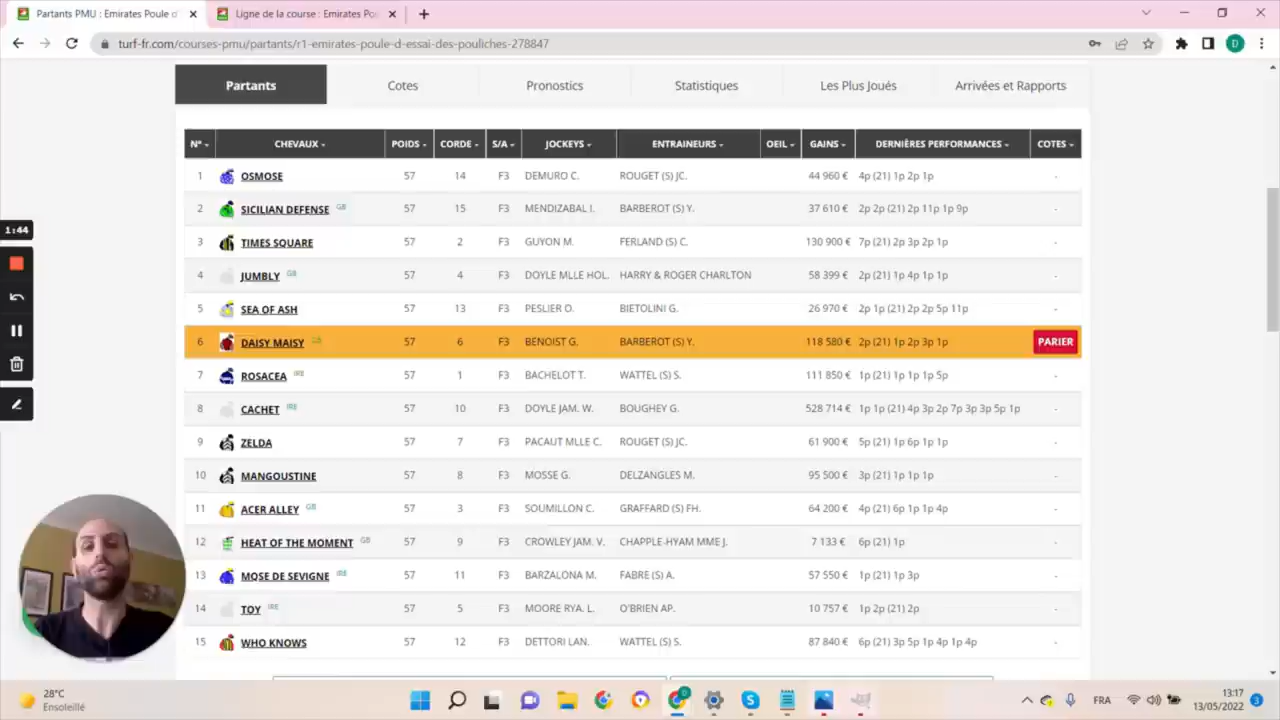 Partants PMU : Emirates Poule d
Ligne de la course : Emirates Po
turf-fr.com/courses-pmu/partants/r1-emirates-poule-d-essai-des-pouliches-278847
D
Partants Cotes Pronostics Statistiques Les Plus Joués Arrivées et Rapports
N° CHEVAUX POIDS CORDE S/A JOCKEYS ENTRAINEURS OEIL GAINS DERNIÈRES PERFORMANCES COTES
1 OSMOSE 57 14 F3 DEMURO C. ROUGET (S) JC. 44 960 € 4p (21) 1p 2p 1p -
2 SICILIAN DEFENSE GB 57 15 F3 MENDIZABAL I. BARBEROT (S) Y. 37 610 € 2p 2p (21) 2p 11p 1p 9p -
3 TIMES SQUARE 57 2 F3 GUYON M. FERLAND (S) C. 130 900 € 7p (21) 2p 3p 2p 1p -
4 JUMBLY GB 57 4 F3 DOYLE MLLE HOL. HARRY & ROGER CHARLTON 58 399 € 2p (21) 1p 4p 1p 1p -
5 SEA OF ASH 57 13 F3 PESLIER O. BIETOLINI G. 26 970 € 2p 1p (21) 2p 2p 5p 11p -
6 DAISY MAISY 57 6 F3 BENOIST G. BARBEROT (S) Y. 118 580 € 2p (21) 1p 2p 3p 1p PARIER
7 ROSACEA IRE 57 1 F3 BACHELOT T. WATTEL (S) S. 111 850 € 1p (21) 1p 1p 1p 5p -
8 CACHET IRE 57 10 F3 DOYLE JAM. W. BOUGHEY G. 528 714 € 1p 1p (21) 4p 3p 2p 7p 3p 3p 5p 1p -
9 ZELDA 57 7 F3 PACAUT MLLE C. ROUGET (S) JC. 61 900 € 5p (21) 1p 6p 1p 1p -
10 MANGOUSTINE 57 8 F3 MOSSE G. DELZANGLES M. 95 500 € 3p (21) 1p 1p 1p -
11 ACER ALLEY GB 57 3 F3 SOUMILLON C. GRAFFARD (S) FH. 64 200 € 4p (21) 6p 1p 1p 4p -
12 HEAT OF THE MOMENT GB 57 9 F3 CROWLEY JAM. V. CHAPPLE-HYAM MME J. 7 133 € 6p (21) 1p -
13 MQSE DE SEVIGNE IRE 57 11 F3 BARZALONA M. FABRE (S) A. 57 550 € 1p (21) 1p 3p -
14 TOY IRE 57 5 F3 MOORE RYA. L. O'BRIEN AP. 10 757 € 1p 2p (21) 2p -
15 WHO KNOWS 57 12 F3 DETTORI LAN. WATTEL (S) S. 87 840 € 6p (21) 3p 5p 1p 4p 1p 4p -
1:44
28°C
Ensoleillé
FRA
13:17
13/05/2022
3